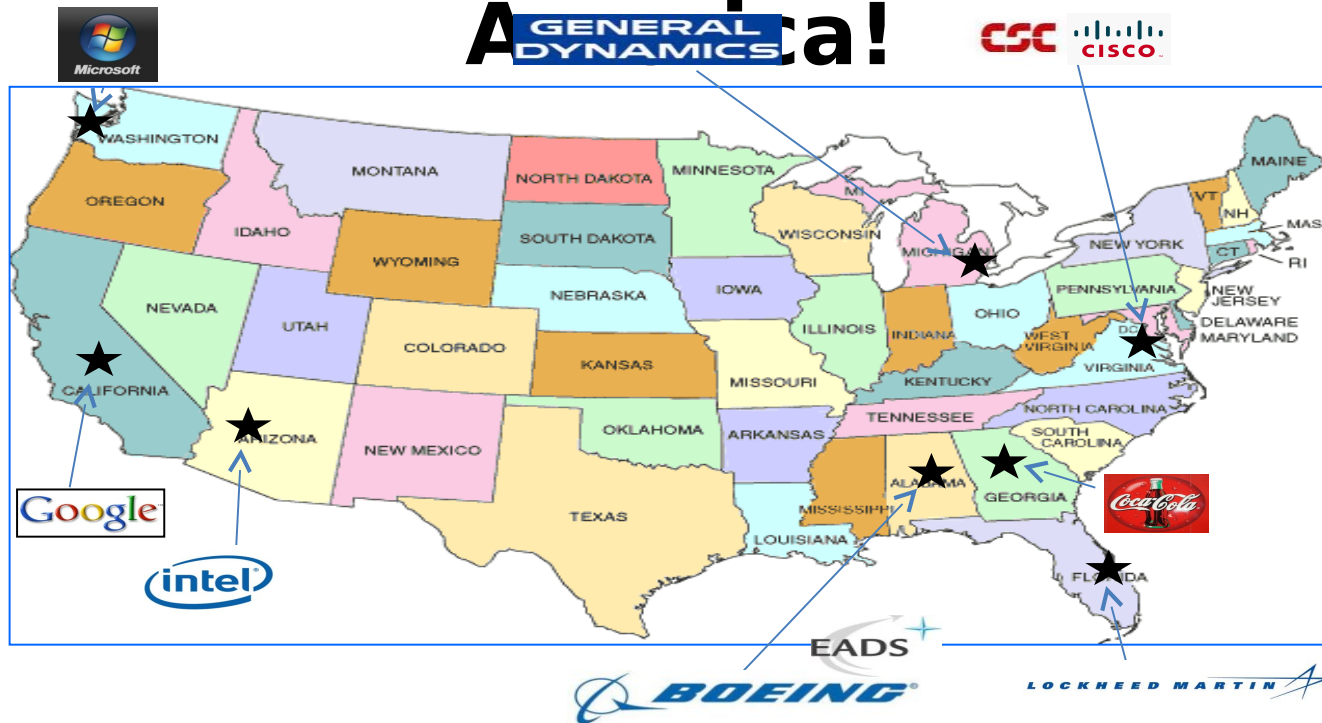 A ca!
GENERAL
DYNAMICS
CSC
CISCO
Microsoft
WASHINGTON
MONTANA
NORTH DAKOTA
MINNESOTA
MAINE
OREGON
IDAHO
SOUTH DAKOTA
WISCONSIN
MI
MICHIGAN
VT
NH
NEW YORK
MAS
CT
RI
WYOMING
NEVADA
UTAH
COLORADO
NEBRASKA
IOWA
ILLINOIS
INDIANA
OHIO
PENNSYLVANIA
NEW
JERSEY
DELAWARE
MARYLAND
DC
WEST
VIRGINIA
VIRGINIA
CALIFORNIA
KANSAS
MISSOURI
KENTUCKY
ARIZONA
NEW MEXICO
OKLAHOMA
ARKANSAS
TENNESSEE
NORTH CAROLINA
SOUTH
CAROLINA
TEXAS
LOUISIANA
MISSISSIPPI
ALABAMA
GEORGIA
FLORIDA
Google
intel
Coca-Cola
EADS
BOEING
LOCKHEED MARTIN